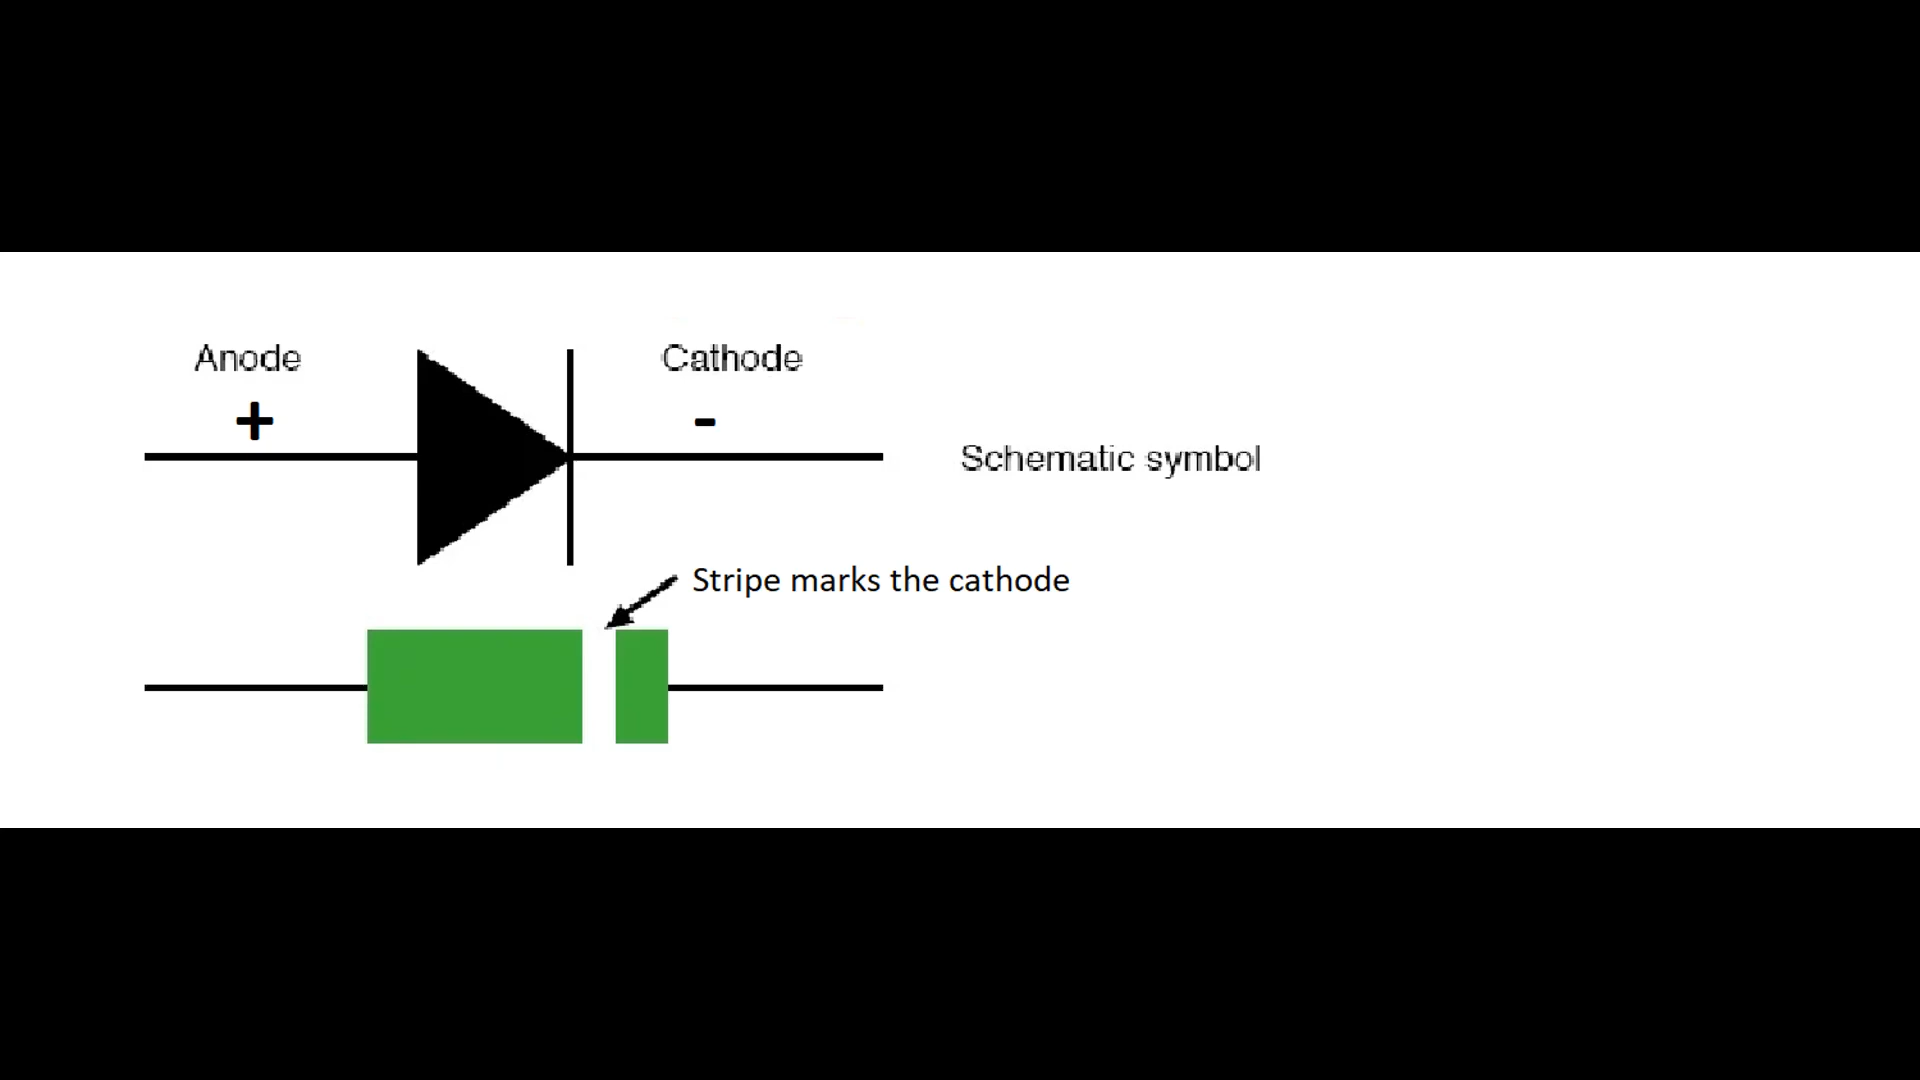 Anode
Cathode
+
-
Schematic symbol
Stripe marks the cathode